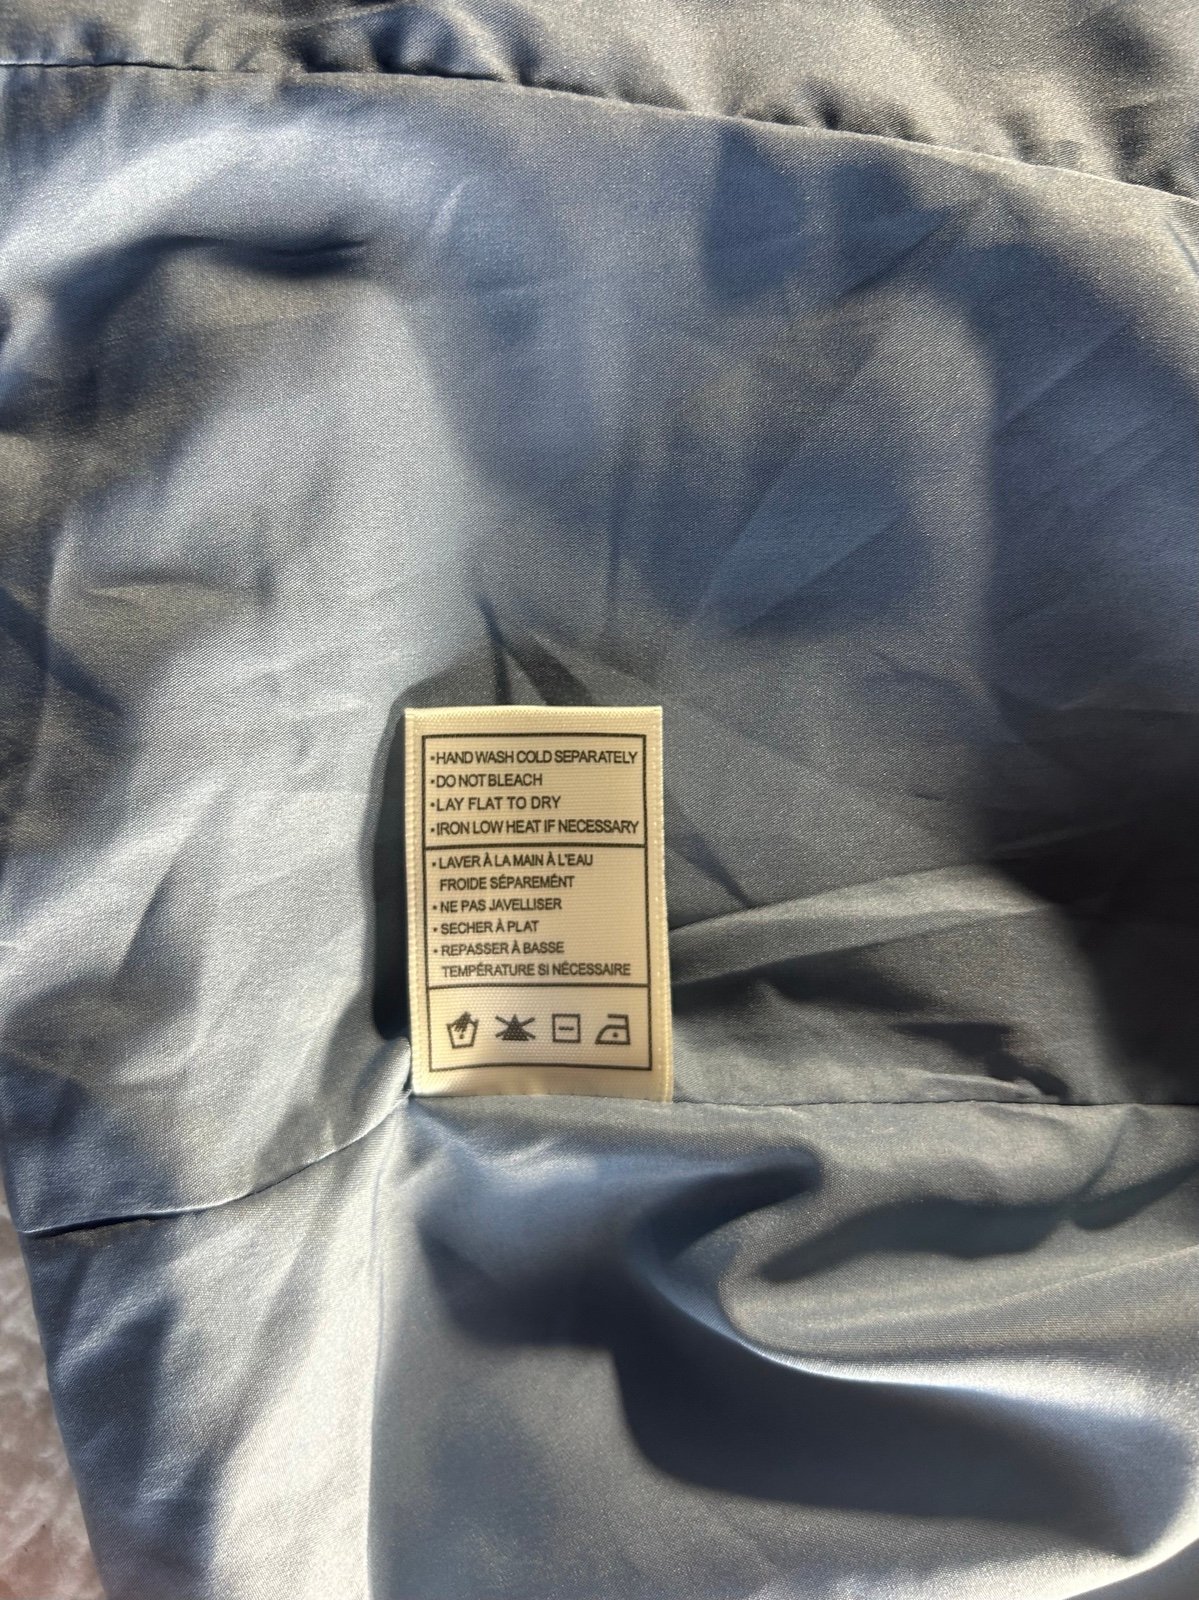 •HAND WASH COLD SEPARATELY
•DO NOT BLEACH
•LAY FLAT TO DRY
•IRON LOW HEAT IF NECESSARY
•LAVER À LA MAIN À L'EAU
FROIDE SÉPARÉMENT
•NE PAS JAVELLISER
•SECHER À PLAT
•REPASSER À BASSE
TEMPÉRATURE SI NÉCESSAIRE